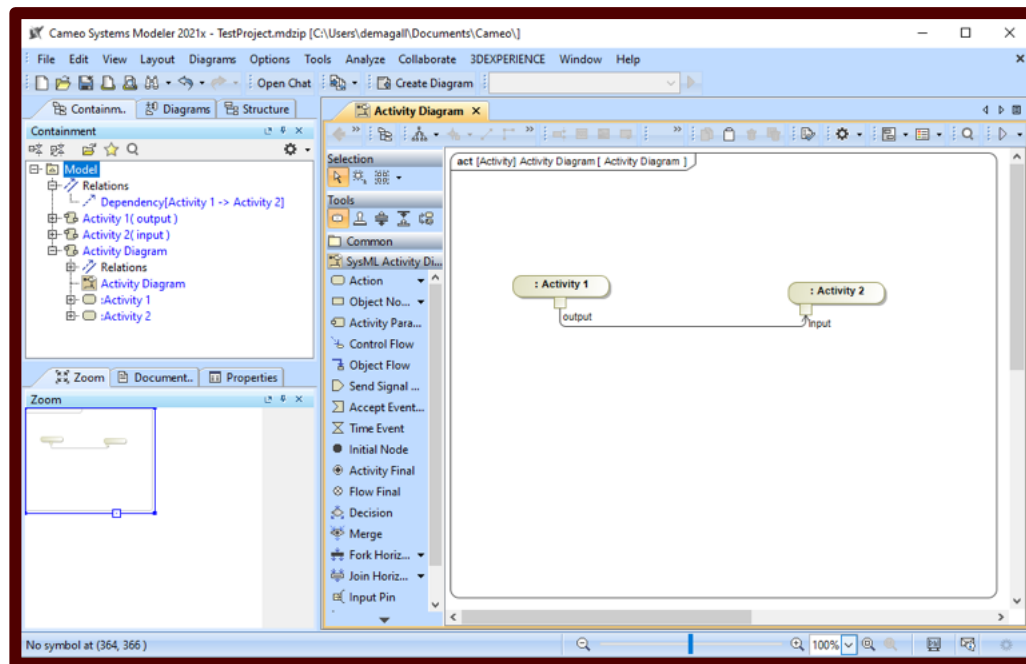 Cameo Systems Modeler 2021x - TestProject.mdzip [C:\Users\demagall\Documents\Cameo\]
File Edit View Layout Diagrams Options Tools Analyze Collaborate 3DEXPERIENCE Window Help
Open Chat Create Diagram
Containm.. Diagrams Structure
Containment
Model
Relations
Dependency[Activity 1 -> Activity 2]
Activity 1( output )
Activity 2( input )
Activity Diagram
Relations
Activity Diagram
:Activity 1
:Activity 2
Zoom Document.. Properties
Zoom
Activity Diagram
Selection
Tools
Common
SysML Activity Di...
Action
Object No...
Activity Para...
Control Flow
Object Flow
Send Signal ...
Accept Event...
Time Event
Initial Node
Activity Final
Flow Final
Decision
Merge
Fork Horiz...
Join Horiz...
Input Pin
act [Activity] Activity Diagram [ Activity Diagram ]
: Activity 1
output
: Activity 2
input
No symbol at (364, 366 )
100%